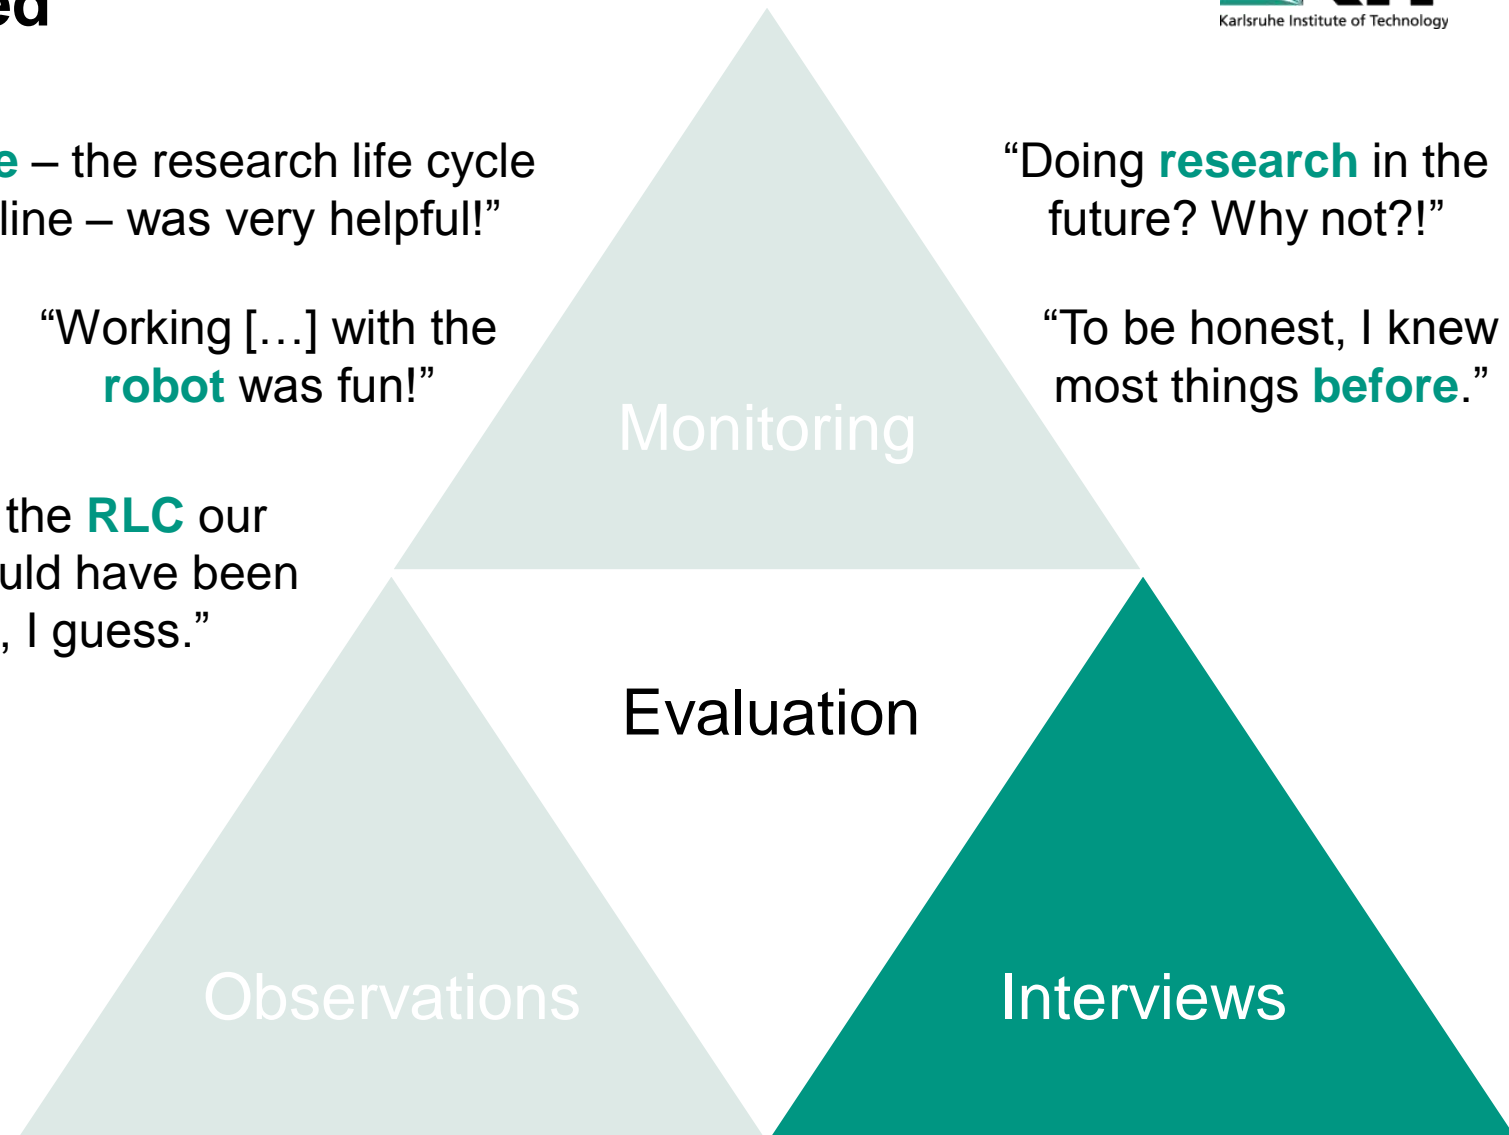 ed
Karlsruhe Institute of Technology
e – the research life cycle
line – was very helpful!”
“Working […] with the
robot was fun!”
the RLC our
uld have been
, I guess.”
“Doing research in the
future? Why not?!”
“To be honest, I knew
most things before.”
Monitoring
Evaluation
Observations
Interviews